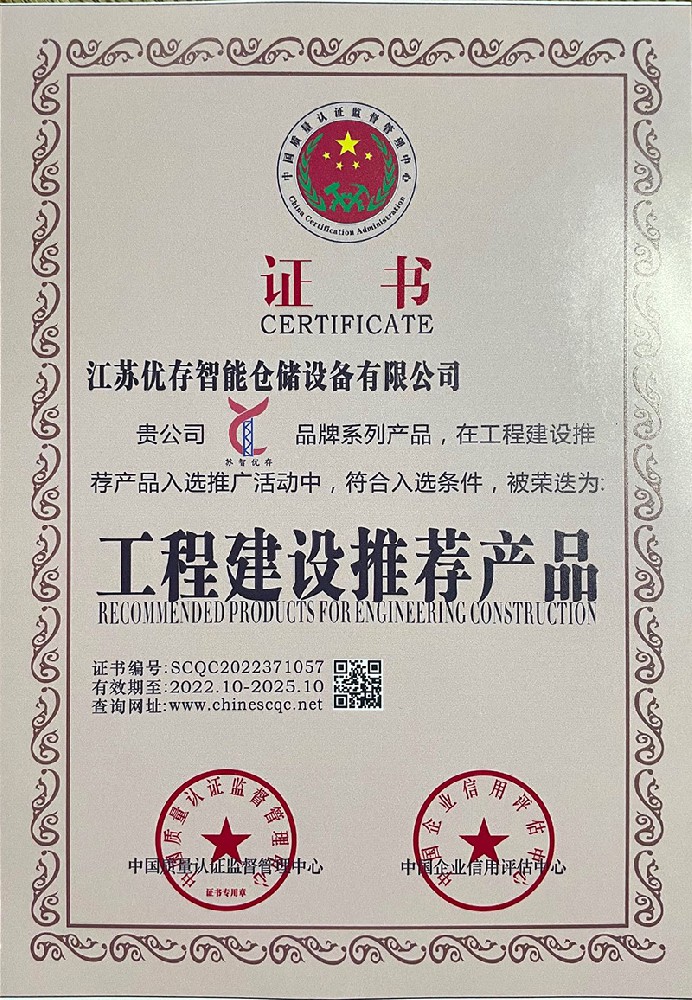 中国质量认证监督管理中心
China Certification Administration
证书
CERTIFICATE
江苏优存智能仓储设备有限公司
贵公司 苏智优存 品牌系列产品，在工程建设推
荐产品入选推广活动中，符合入选条件，被荣迭为:
工程建设推荐产品
RECOMMENDED PRODUCTS FOR ENGINEERING CONSTRUCTION
证书编号:SCQC2022371057
有效期至:2022.10-2025.10
查询网址:www.chinescqc.net
中国质量认证监督管理中心
中国质量认证监督管理中心
证书专用章
中国企业信用评估中心
中国企业信用评估中心